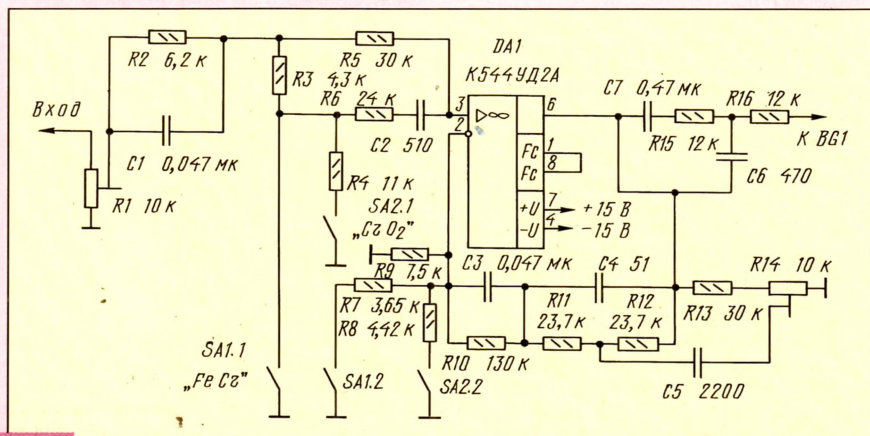 R2 6,2 к
R5 30 к
R3 4,3 к
DA1
К544УД2А
C7 0,47 мк
R16 12 к
R15 12 к
К BG1
C6 470
Вход
C1 0,047 мк
R1 10 к
R6 24 к
C2 510
R4 11 к
SA2.1
„Cr O₂”
3
2
▷∞
6
Fc 1
Fc 8
+U 7 +15 В
-U 4 -15 В
R9 7,5 к
R7 3,65 к
R8 4,42 к
C3 0,047 мк
C4 51
R14 10 к
R11
23,7 к
R12
23,7 к
R13 30 к
R10 130 к
C5 2200
SA1.1
„Fe Cr”
SA1.2
SA2.2